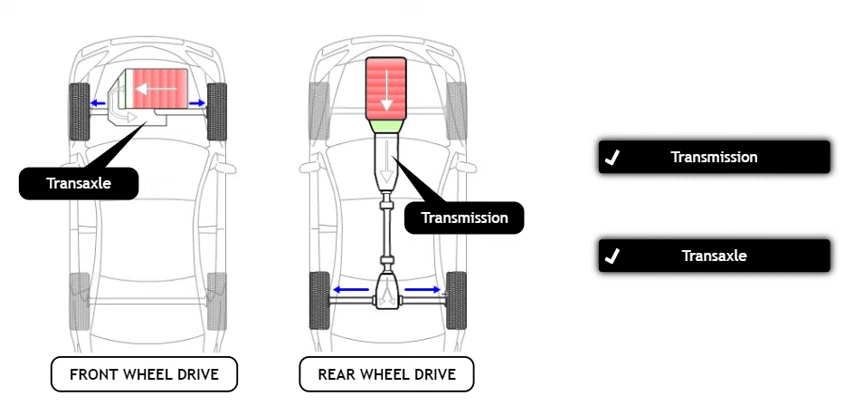 Transmission
Transaxle
Transaxle
Transmission
FRONT WHEEL DRIVE
REAR WHEEL DRIVE